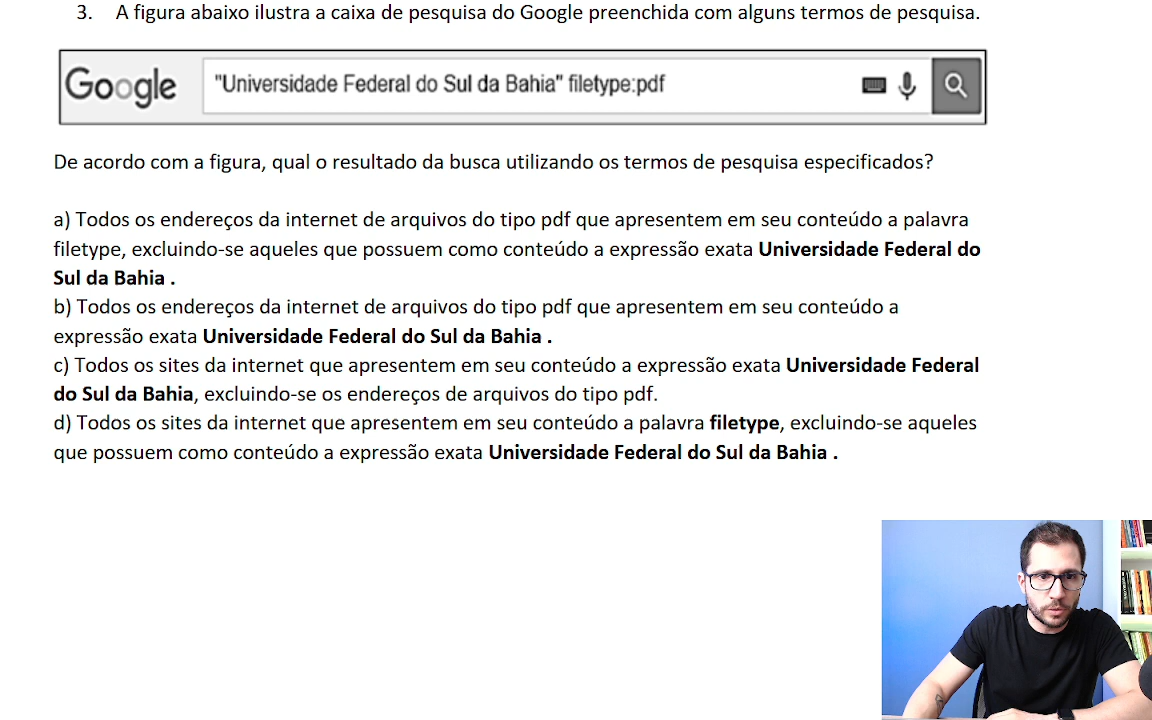 3. A figura abaixo ilustra a caixa de pesquisa do Google preenchida com alguns termos de pesquisa.
Google "Universidade Federal do Sul da Bahia" filetype:pdf
De acordo com a figura, qual o resultado da busca utilizando os termos de pesquisa especificados?
a) Todos os endereços da internet de arquivos do tipo pdf que apresentem em seu conteúdo a palavra
filetype, excluindo-se aqueles que possuem como conteúdo a expressão exata Universidade Federal do
Sul da Bahia .
b) Todos os endereços da internet de arquivos do tipo pdf que apresentem em seu conteúdo a
expressão exata Universidade Federal do Sul da Bahia .
c) Todos os sites da internet que apresentem em seu conteúdo a expressão exata Universidade Federal
do Sul da Bahia, excluindo-se os endereços de arquivos do tipo pdf.
d) Todos os sites da internet que apresentem em seu conteúdo a palavra filetype, excluindo-se aqueles
que possuem como conteúdo a expressão exata Universidade Federal do Sul da Bahia .